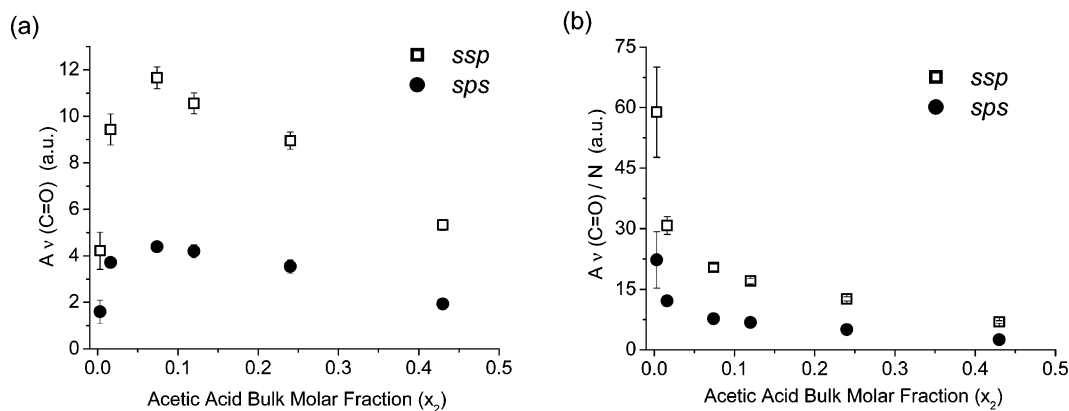 (a)
ssp
sps
12
10
8
6
4
2
0
A ν (C=O) (a.u.)
0.0 0.1 0.2 0.3 0.4 0.5
Acetic Acid Bulk Molar Fraction (x₂)
(b)
ssp
sps
75
60
45
30
15
0
A ν (C=O) / N (a.u.)
0.0 0.1 0.2 0.3 0.4 0.5
Acetic Acid Bulk Molar Fraction (x₂)